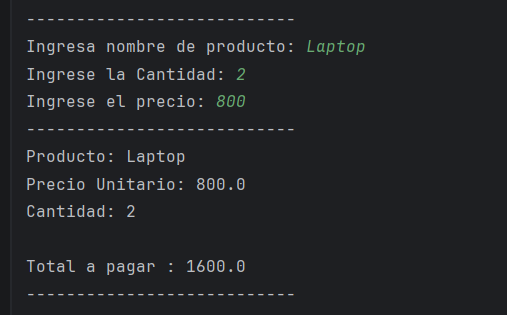 ---------------------------
Ingresa nombre de producto: Laptop
Ingrese la Cantidad: 2
Ingrese el precio: 800
---------------------------
Producto: Laptop
Precio Unitario: 800.0
Cantidad: 2
Total a pagar : 1600.0
---------------------------